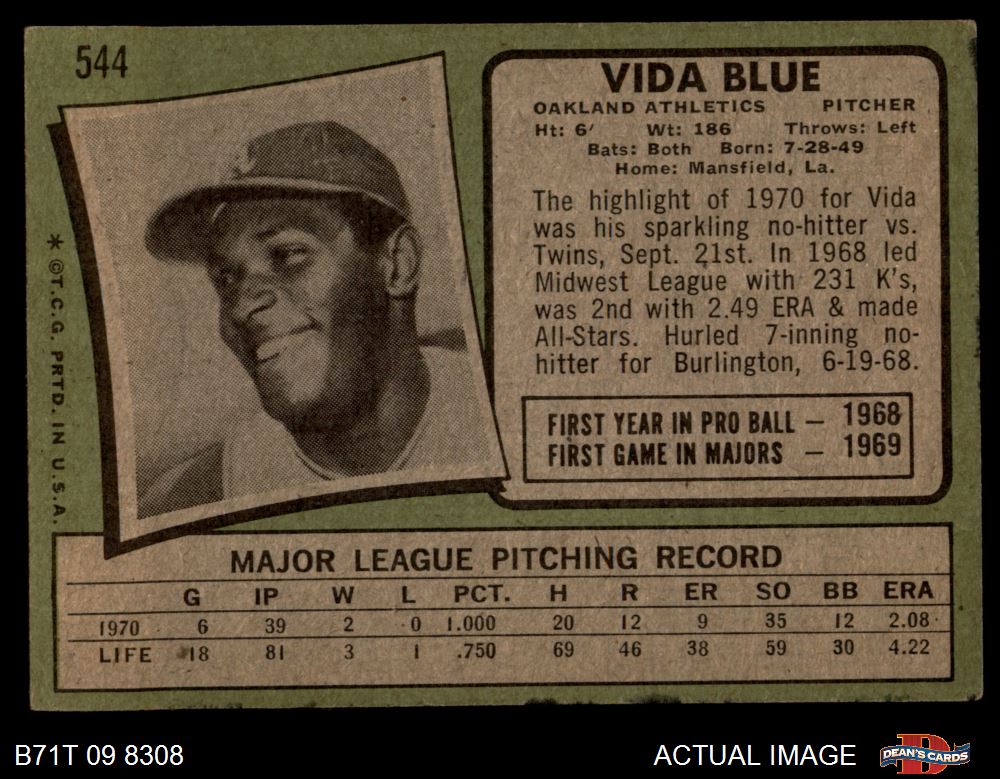 544
VIDA BLUE
OAKLAND ATHLETICS PITCHER
Ht: 6′ Wt: 186 Throws: Left
Bats: Both Born: 7-28-49
Home: Mansfield, La.
The highlight of 1970 for Vida
was his sparkling no-hitter vs.
Twins, Sept. 21st. In 1968 led
Midwest League with 231 K's,
was 2nd with 2.49 ERA & made
All-Stars. Hurled 7-inning no-
hitter for Burlington, 6-19-68.
FIRST YEAR IN PRO BALL — 1968
FIRST GAME IN MAJORS — 1969
* ©T.C.G. PRTD. IN U.S.A.
MAJOR LEAGUE PITCHING RECORD
G IP W L PCT. H R ER SO BB ERA
1970 6 39 2 0 1.000 20 12 9 35 12 2.08
LIFE 18 81 3 1 .750 69 46 38 59 30 4.22
B71T 09 8308 ACTUAL IMAGE DEAN'S CARDS